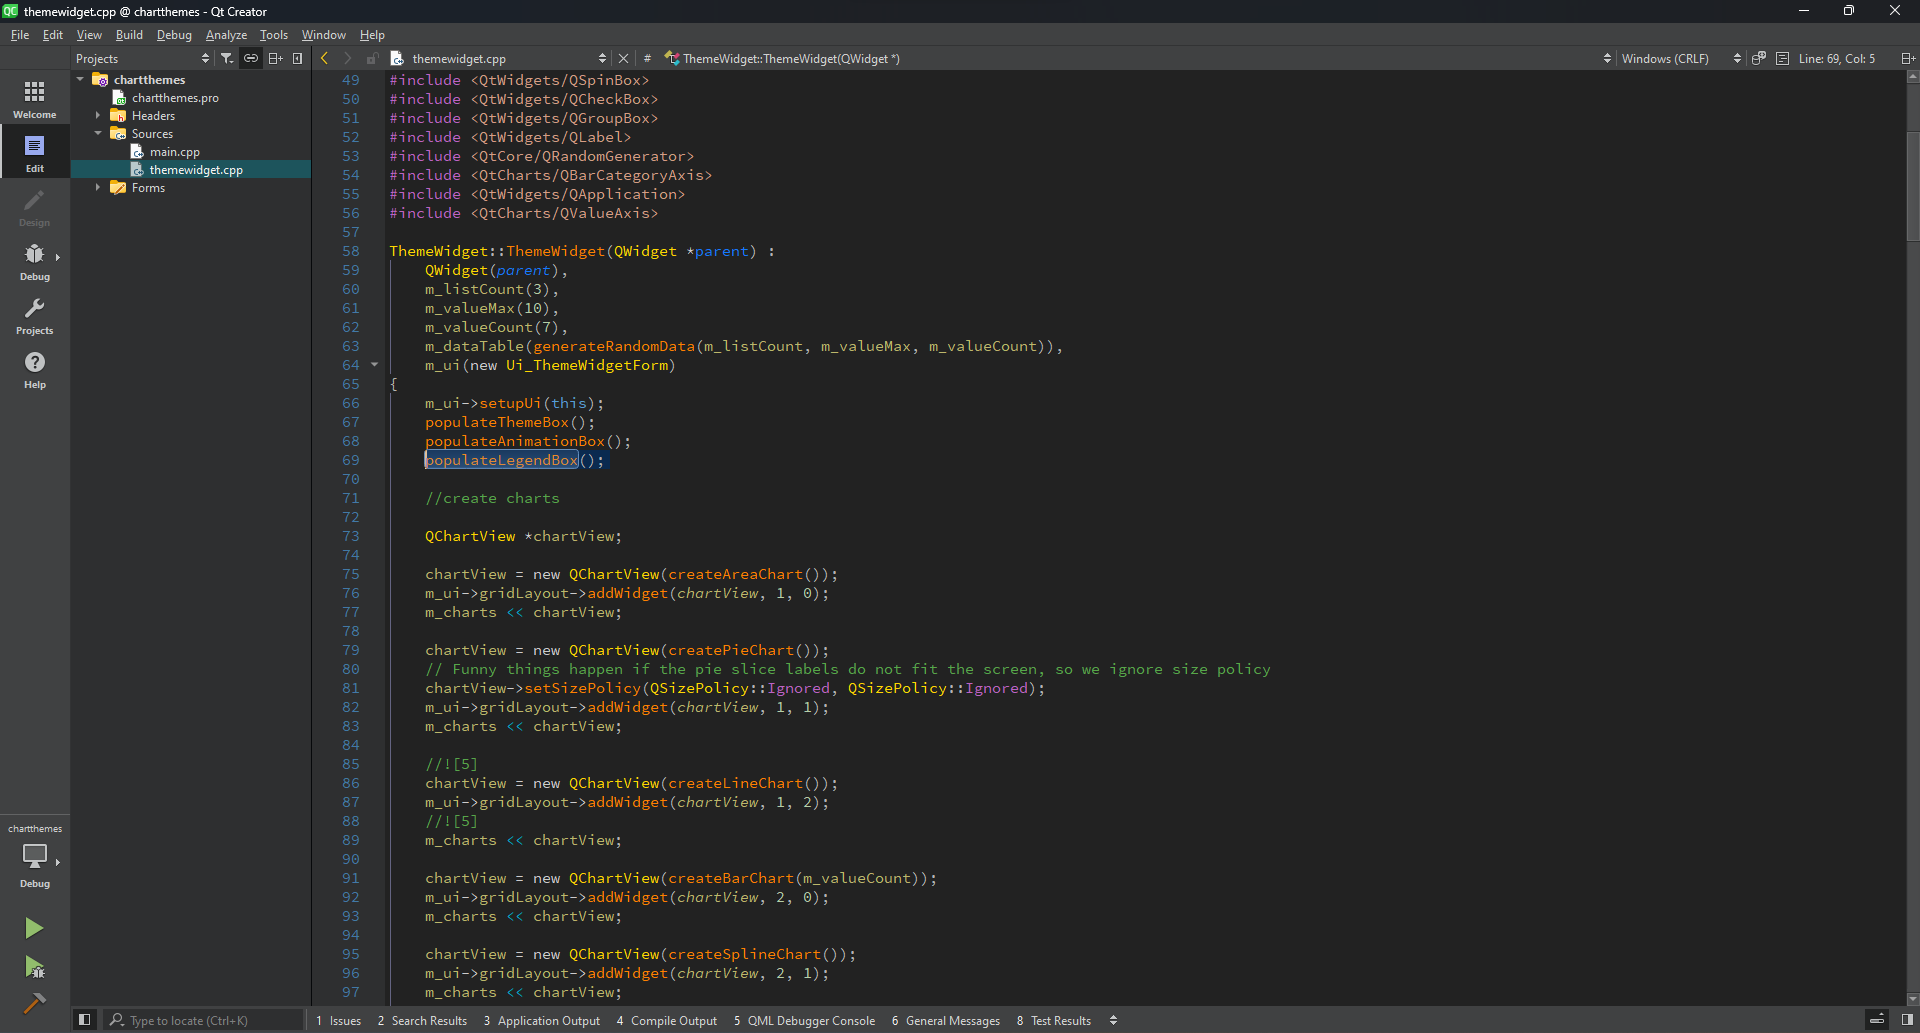 themewidget.cpp @ chartthemes - Qt Creator
File Edit View Build Debug Analyze Tools Window Help
Projects
themewidget.cpp
# ThemeWidget::ThemeWidget(QWidget *)
Windows (CRLF)
Line: 69, Col: 5
Welcome
Edit
Design
Debug
Projects
Help
chartthemes
Debug
chartthemes
chartthemes.pro
Headers
Sources
main.cpp
themewidget.cpp
Forms
49 #include <QtWidgets/QSpinBox>
50 #include <QtWidgets/QCheckBox>
51 #include <QtWidgets/QGroupBox>
52 #include <QtWidgets/QLabel>
53 #include <QtCore/QRandomGenerator>
54 #include <QtCharts/QBarCategoryAxis>
55 #include <QtWidgets/QApplication>
56 #include <QtCharts/QValueAxis>
57
58 ThemeWidget::ThemeWidget(QWidget *parent) :
59 QWidget(parent),
60 m_listCount(3),
61 m_valueMax(10),
62 m_valueCount(7),
63 m_dataTable(generateRandomData(m_listCount, m_valueMax, m_valueCount)),
64 m_ui(new Ui_ThemeWidgetForm)
65 {
66 m_ui->setupUi(this);
67 populateThemeBox();
68 populateAnimationBox();
69 populateLegendBox();
70
71 //create charts
72
73 QChartView *chartView;
74
75 chartView = new QChartView(createAreaChart());
76 m_ui->gridLayout->addWidget(chartView, 1, 0);
77 m_charts << chartView;
78
79 chartView = new QChartView(createPieChart());
80 // Funny things happen if the pie slice labels do not fit the screen, so we ignore size policy
81 chartView->setSizePolicy(QSizePolicy::Ignored, QSizePolicy::Ignored);
82 m_ui->gridLayout->addWidget(chartView, 1, 1);
83 m_charts << chartView;
84
85 //![5]
86 chartView = new QChartView(createLineChart());
87 m_ui->gridLayout->addWidget(chartView, 1, 2);
88 //![5]
89 m_charts << chartView;
90
91 chartView = new QChartView(createBarChart(m_valueCount));
92 m_ui->gridLayout->addWidget(chartView, 2, 0);
93 m_charts << chartView;
94
95 chartView = new QChartView(createSplineChart());
96 m_ui->gridLayout->addWidget(chartView, 2, 1);
97 m_charts << chartView;
Type to locate (Ctrl+K)
1 Issues 2 Search Results 3 Application Output 4 Compile Output 5 QML Debugger Console 6 General Messages 8 Test Results